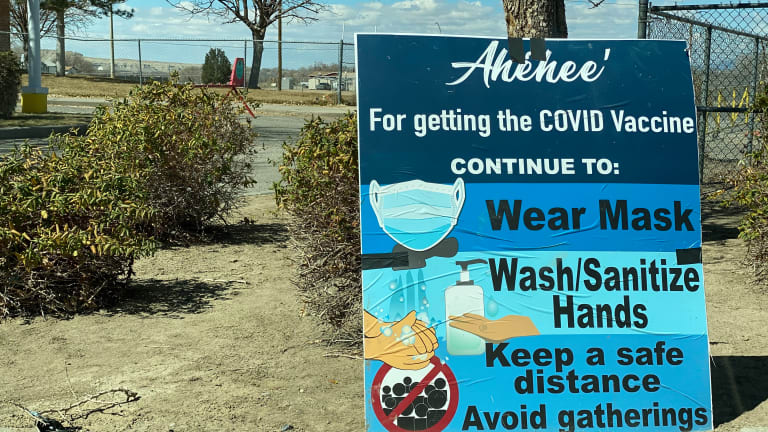 Ahéhee'
For getting the COVID Vaccine
CONTINUE TO:
Wear Mask
Wash/Sanitize
Hands
Keep a safe
distance
Avoid gatherings